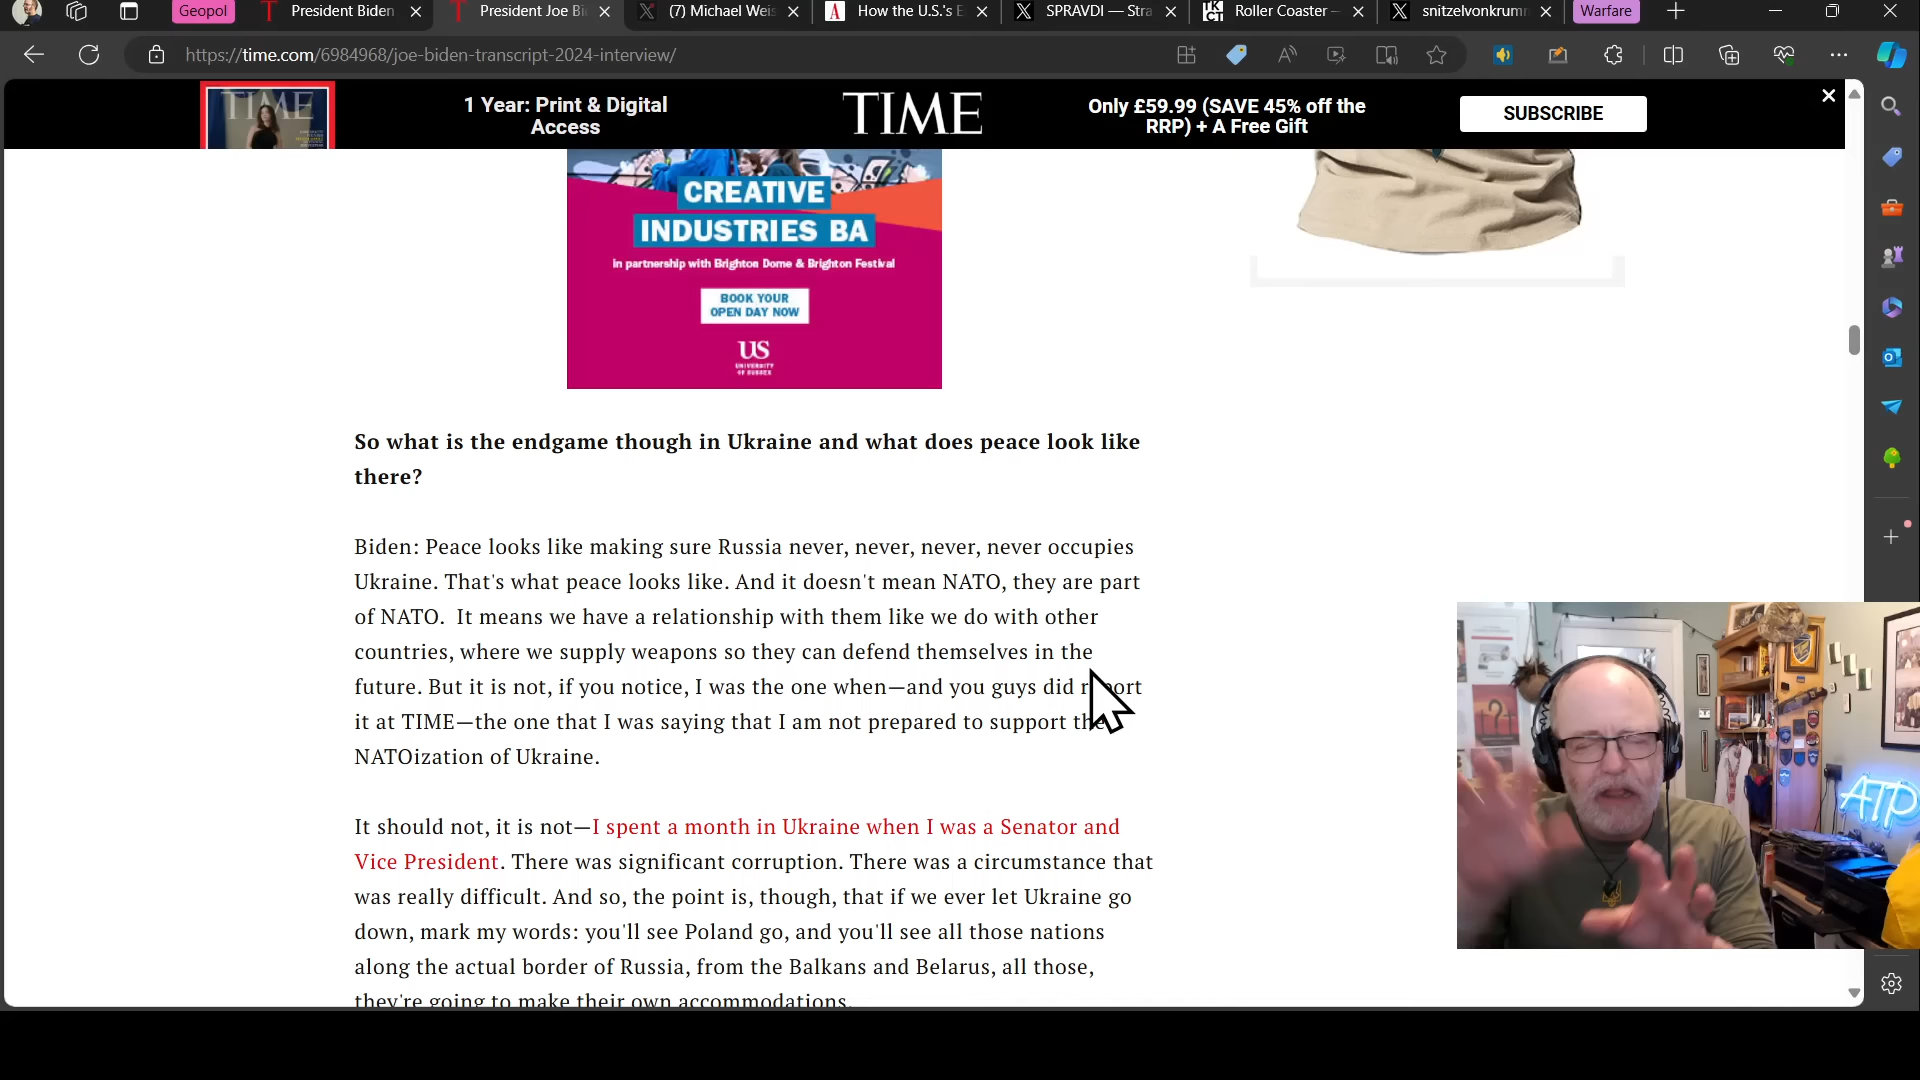 Geopol
President Biden
President Joe Bi
(7) Michael Weis
How the U.S.'s E
SPRAVDI — Stra
Roller Coaster –
snitzelvonkrumm
Warfare
https://time.com/6984968/joe-biden-transcript-2024-interview/
TIME
1 Year: Print & Digital
Access
TIME
Only £59.99 (SAVE 45% off the
RRP) + A Free Gift
SUBSCRIBE
CREATIVE
INDUSTRIES BA
in partnership with Brighton Dome & Brighton Festival
BOOK YOUR
OPEN DAY NOW
US
UNIVERSITY
OF SUSSEX
So what is the endgame though in Ukraine and what does peace look like
there?
Biden: Peace looks like making sure Russia never, never, never, never occupies
Ukraine. That's what peace looks like. And it doesn't mean NATO, they are part
of NATO. It means we have a relationship with them like we do with other
countries, where we supply weapons so they can defend themselves in the
future. But it is not, if you notice, I was the one when—and you guys did report
it at TIME—the one that I was saying that I am not prepared to support the
NATOization of Ukraine.
It should not, it is not—I spent a month in Ukraine when I was a Senator and
Vice President. There was significant corruption. There was a circumstance that
was really difficult. And so, the point is, though, that if we ever let Ukraine go
down, mark my words: you'll see Poland go, and you'll see all those nations
along the actual border of Russia, from the Balkans and Belarus, all those,
they're going to make their own accommodations.
ATP